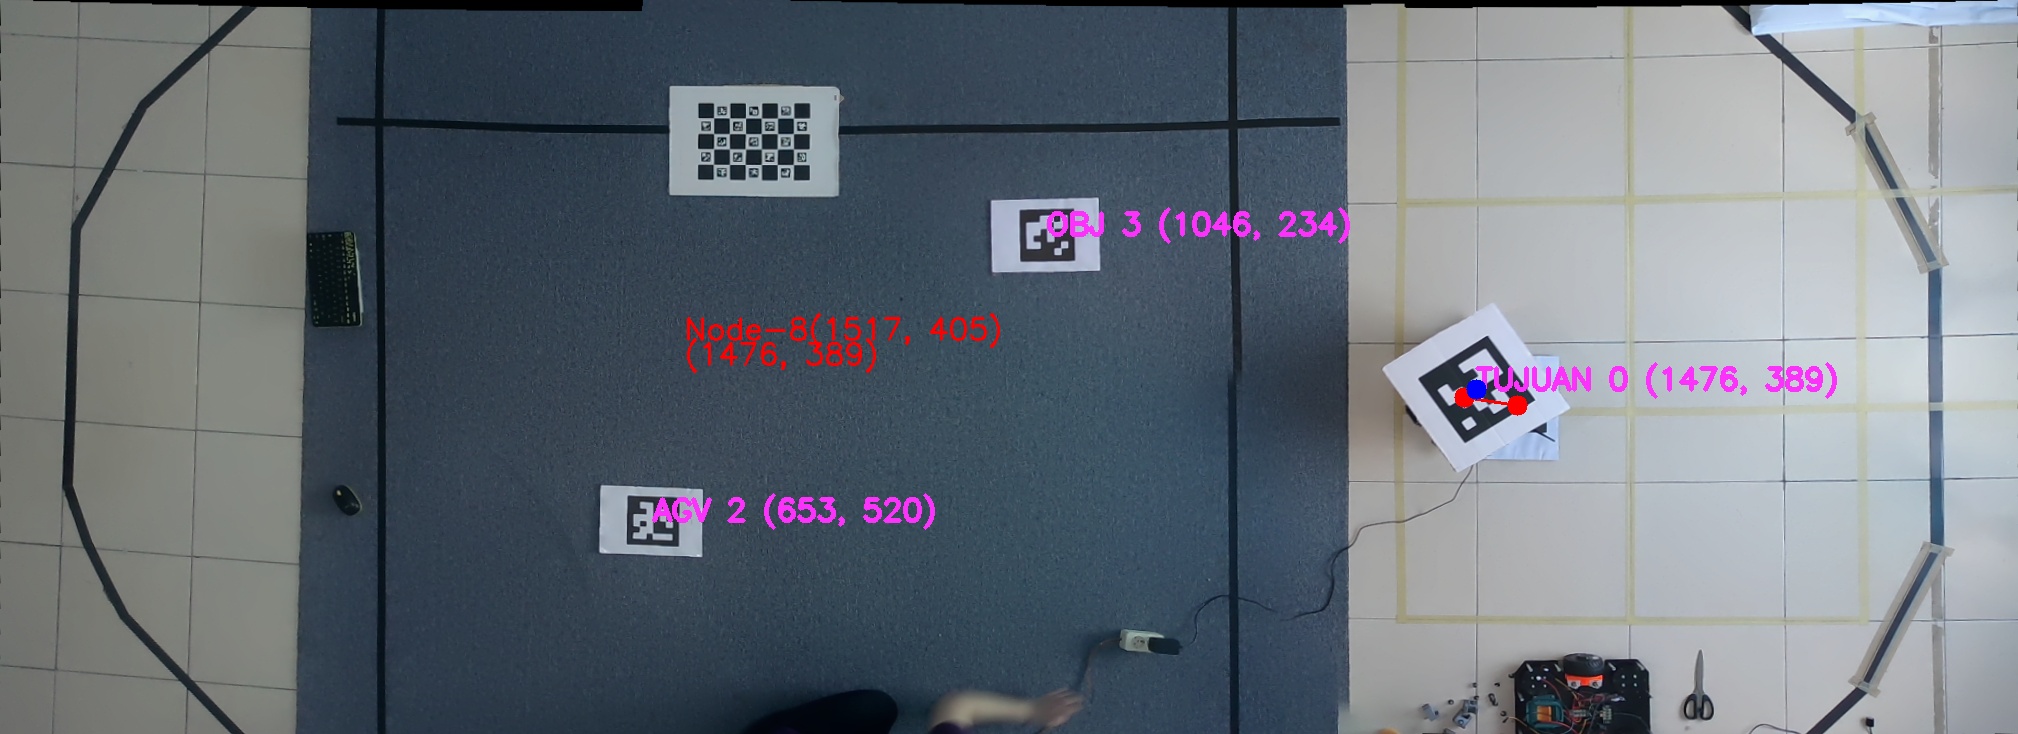 OBJ 3 (1046, 234)
Node-8(1517, 405)
(1476, 389)
TUJUAN 0 (1476, 389)
AGV 2 (653, 520)